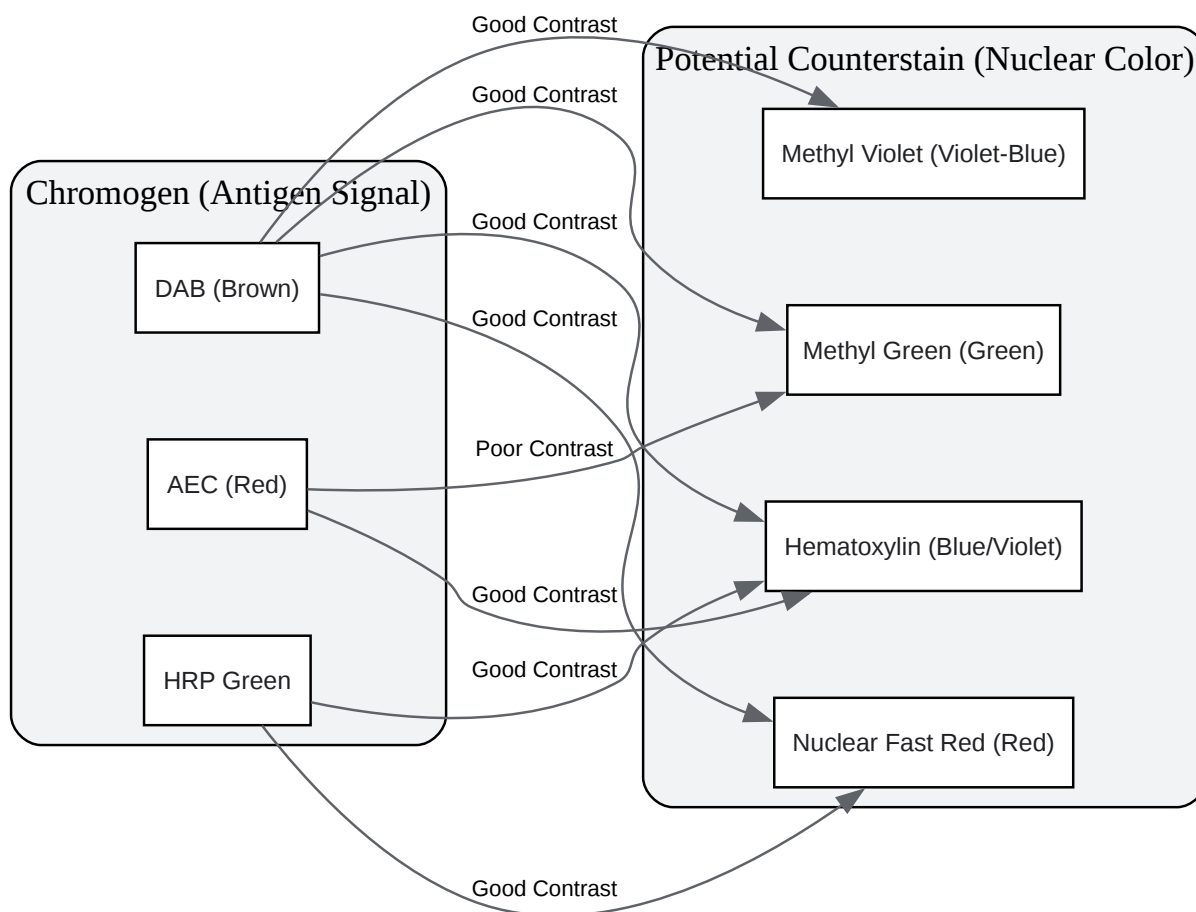 Good Contrast
Potential Counterstain (Nuclear Color)
Good Contrast
Methyl Violet (Violet-Blue)
Chromogen (Antigen Signal)
Good Contrast
DAB (Brown)
Good Contrast
Methyl Green (Green)
Poor Contrast
AEC (Red)
Hematoxylin (Blue/Violet)
Good Contrast
Good Contrast
HRP Green
Nuclear Fast Red (Red)
Good Contrast